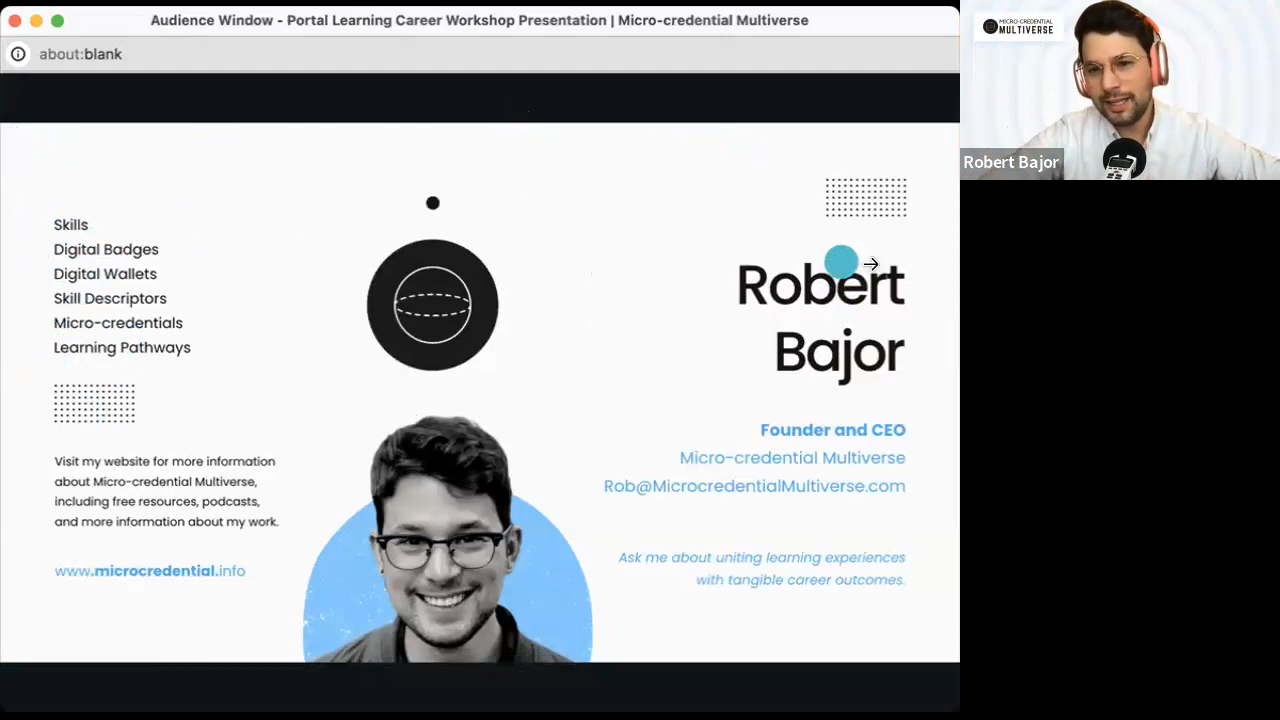 Audience Window - Portal Learning Career Workshop Presentation | Micro-credential Multiverse
about:blank
MICRO-CREDENTIAL
MULTIVERSE
Robert Bajor
Skills
Digital Badges
Digital Wallets
Skill Descriptors
Micro-credentials
Learning Pathways
Visit my website for more information
about Micro-credential Multiverse,
including free resources, podcasts,
and more information about my work.
www.microcredential.info
Robert
Bajor
Founder and CEO
Micro-credential Multiverse
Rob@MicrocredentialMultiverse.com
Ask me about uniting learning experiences
with tangible career outcomes.